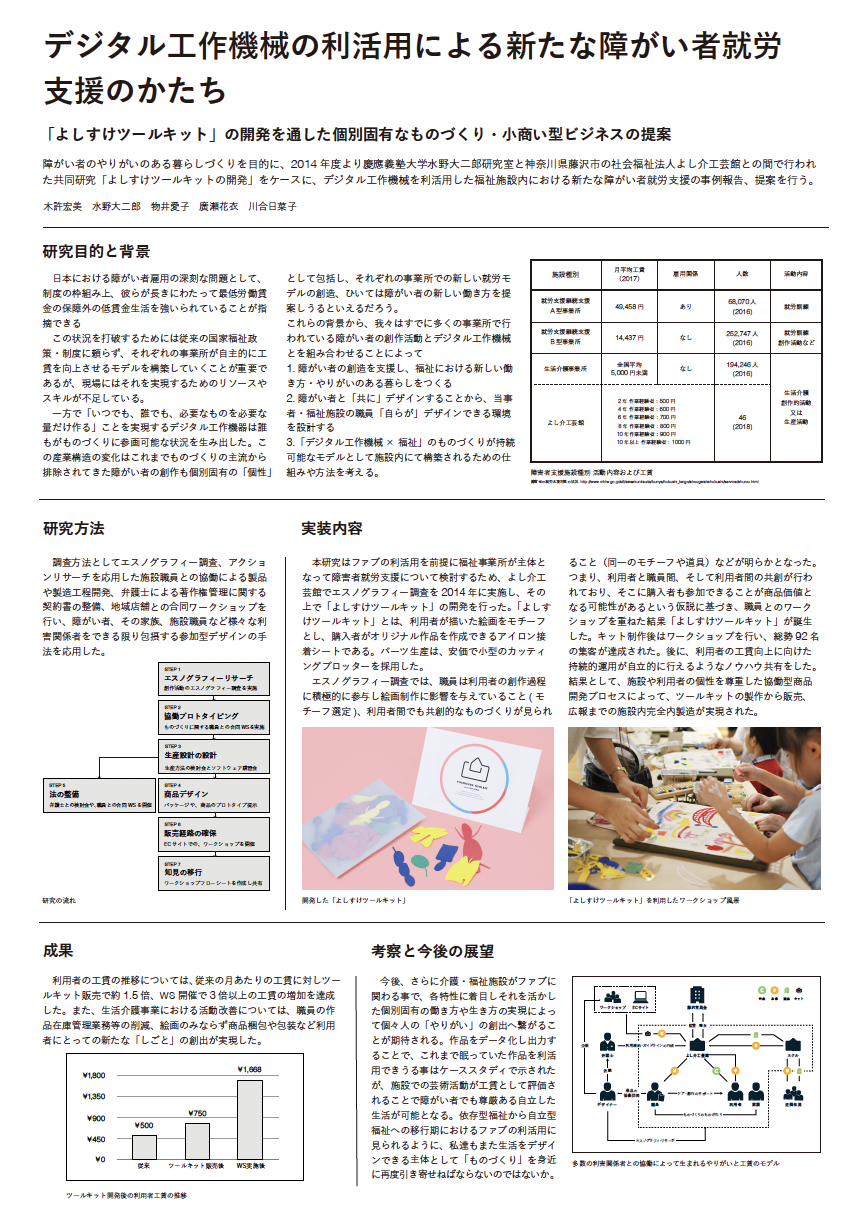 デジタル工作機械の利活用による新たな障がい者就労
支援のかたち
「よしすけツールキット」の開発を通した個別固有なものづくり・小商い型ビジネスの提案
障がい者のやりがいのある暮らしづくりを目的に、2014 年度より慶應義塾大学水野大二郎研究室と神奈川県藤沢市の社会福祉法人よし介工芸館との間で行われ
た共同研究「よしすけツールキットの開発」をケースに、デジタル工作機械を利活用した福祉施設内における新たな障がい者就労支援の事例報告、提案を行う。
木許宏美　水野大二郎　物井愛子　廣瀬花衣　川合日菜子
研究目的と背景
日本における障がい者雇用の深刻な問題として、
制度の枠組み上、彼らが長きにわたって最低労働賃
金の保障外の低賃金生活を強いられていることが指
摘できる
この状況を打破するためには従来の国家福祉政
策・制度に頼らず、それぞれの事業所が自主的に工
賃を向上させるモデルを構築していくことが重要で
あるが、現場にはそれを実現するためのリソースや
スキルが不足している。
一方で「いつでも、誰でも、必要なものを必要な
量だけ作る」ことを実現するデジタル工作機器は誰
もがものづくりに参画可能な状況を生み出した。こ
の産業構造の変化はこれまでものづくりの主流から
排除されてきた障がい者の創作も個別固有の「個性」
として包括し、それぞれの事業所での新しい就労モ
デルの創造、ひいては障がい者の新しい働き方を提
案しうるといえるだろう。
これらの背景から、我々はすでに多くの事業所で行
われている障がい者の創作活動とデジタル工作機械
とを組み合わせることによって
1. 障がい者の創造を支援し、福祉における新しい働
き方・やりがいのある暮らしをつくる
2. 障がい者と「共に」デザインすることから、当事
者・福祉施設の職員「自らが」デザインできる環境
を設計する
3.「デジタル工作機械 × 福祉」のものづくりが持続
可能なモデルとして施設内にて構築されるための仕
組みや方法を考える。
施設種別 月平均工賃 (2017) 雇用関係 人数 活動内容
就労支援継続支援 A 型事業所 49,458 円 あり 68,070 人 (2016) 就労訓練
就労支援継続支援 B 型事業所 14,437 円 なし 252,747 人 (2016) 就労訓練 創作活動など
生活介護事業所 全国平均 5,000 円未満 なし 194,246 人 (2016)
生活介護
創作的活動
又は
生産活動
よし介工芸館
2 年 作業経験者：500 円
4 年 作業経験者：600 円
6 年 作業経験者：700 円
8 年 作業経験者：800 円
10 年作業経験者：900 円
10 年以上 作業経験者：1000 円
46
(2018)
障害者支援施設種別 活動内容および工賃
研究方法
調査方法としてエスノグラフィー調査、アクショ
ンリサーチを応用した施設職員との協働による製品
や製造工程開発、弁護士による著作権管理に関する
契約書の整備、地域店舗との合同ワークショップを
行い、障がい者、その家族、施設職員など様々な利
害関係者をできる限り包摂する参加型デザインの手
法を応用した。
STEP 1
エスノグラフィーリサーチ
創作活動のエスノグラフィー調査を実施
STEP 2
協働プロトタイピング
ものづくりに関する職員との合同 WS を実施
STEP 3
生産設計の設計
生産方法の検討会とソフトウェア講習会
STEP 5
法の整備
弁護士との検討会や、職員との合同 WS を開催
STEP 4
商品デザイン
パッケージや、商品のプロトタイプ提示
STEP 6
販売経路の確保
EC サイトでの、ワークショップを開催
STEP 7
知見の移行
ワークショップフローシートを作成し共有
研究の流れ
実装内容
本研究はファブの利活用を前提に福祉事業所が主体と
なって障害者就労支援について検討するため、よし介工
芸館でエスノグラフィー調査を 2014 年に実施し、その
上で「よしすけツールキット」の開発を行った。「よしす
けツールキット」とは、利用者が描いた絵画をモチーフ
とし、購入者がオリジナル作品を作成できるアイロン接
着シートである。パーツ生産は、安価で小型のカッティ
ングプロッターを採用した。
エスノグラフィー調査では、職員は利用者の創作過程
に積極的に参与し絵画制作に影響を与えていること ( モ
チーフ選定 )、利用者間でも共創的なものづくりが見られ
ること（同一のモチーフや道具）などが明らかとなった。
つまり、利用者と職員間、そして利用者間の共創が行わ
れており、そこに購入者も参加できることが商品価値と
なる可能性があるという仮説に基づき、職員とのワーク
ショップを重ねた結果「よしすけツールキット」が誕生
した。キット制作後はワークショップを行い、総勢 92 名
の集客が達成された。後に、利用者の工賃向上に向けた
持続的運用が自立的に行えるようなノウハウ共有をした。
結果として、施設や利用者の個性を尊重した協働型商品
開発プロセスによって、ツールキットの製作から販売、
広報までの施設内完全内製造が実現された。
開発した「よしすけツールキット」
「よしすけツールキット」を利用したワークショップ風景
成果
利用者の工賃の推移については、従来の月あたりの工賃に対しツー
ルキット販売で約 1.5 倍、WS 開催で 3 倍以上の工賃の増加を達成
した。また、生活介護事業における活動改善については、職員の作
品在庫管理業務等の削減、絵画のみならず商品梱包や包装など利用
者にとっての新たな「しごと」の創出が実現した。
¥1,800
¥1,350
¥900
¥450
¥0
¥500
¥750
¥1,668
従来 ツールキット販売後 WS実施後
ツールキット開発後の利用者工賃の推移
考察と今後の展望
今後、さらに介護・福祉施設がファブに
関わる事で、各特性に着目しそれを活かし
た個別固有の働き方や生き方の実現によっ
て個々人の「やりがい」の創出へ繋がるこ
とが期待される。作品をデータ化し出力す
ることで、これまで眠っていた作品を利活
用できうる事はケーススタディで示された
が、施設での芸術活動が工賃として評価さ
れることで障がい者でも尊厳ある自立した
生活が可能となる。依存型福祉から自立型
福祉への移行期におけるファブの利活用に
見られるように、私達もまた生活をデザイ
ンできる主体として「ものづくり」を身近
に再度引き寄せねばならないのではないか。
ワークショップ ECサイト
弁護士
デザイナー
よし介工芸館
職員
利用者
家族
ホテル
近隣住民
エスノグラフィリサーチ
多数の利害関係者との協働によって生まれるやりがいと工賃のモデル